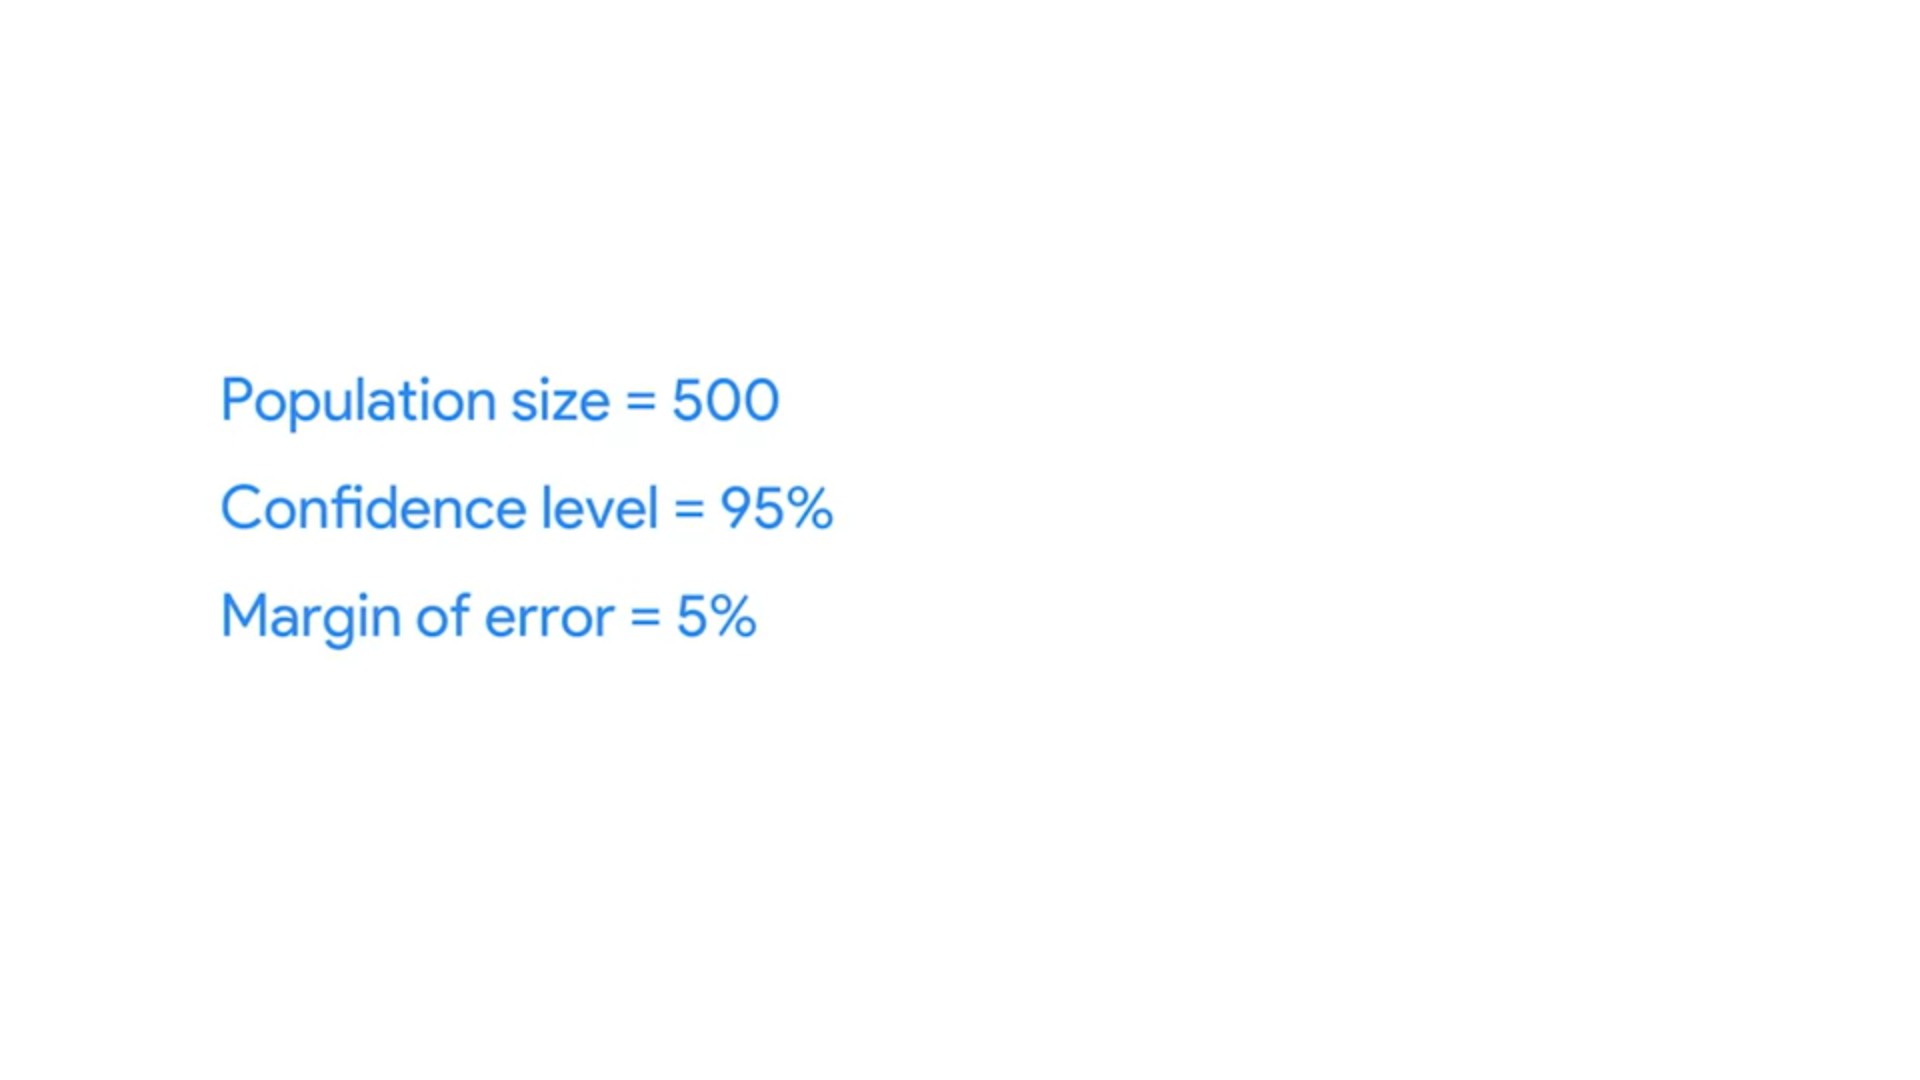 Population size = 500
Confidence level = 95%
Margin of error = 5%